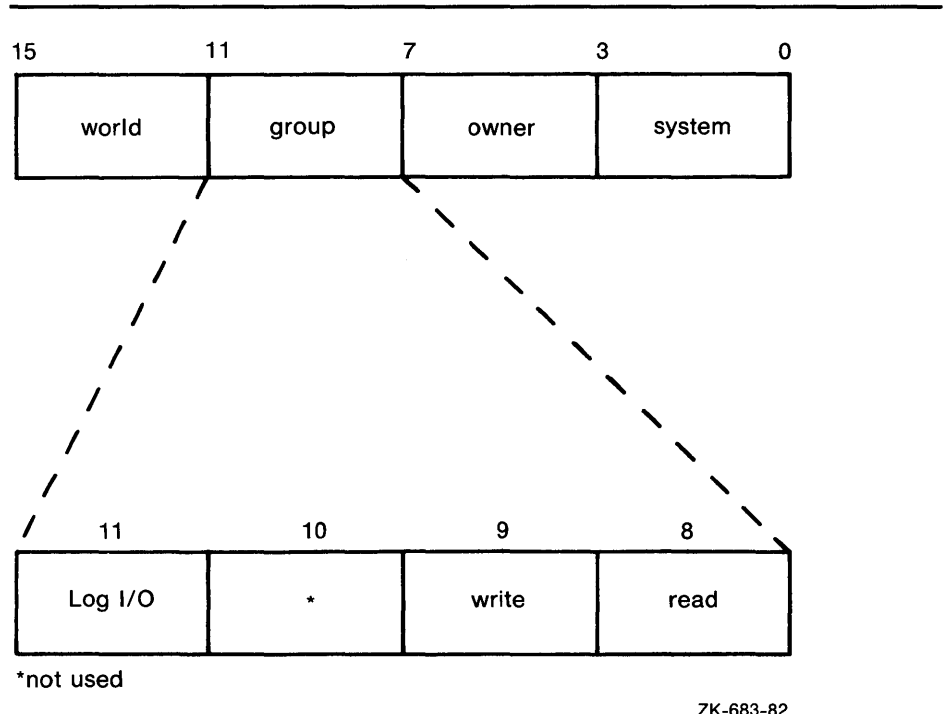 15 11 7 3 0
world group owner system
11 10 9 8
Log I/O * write read
*not used
ZK-683-82